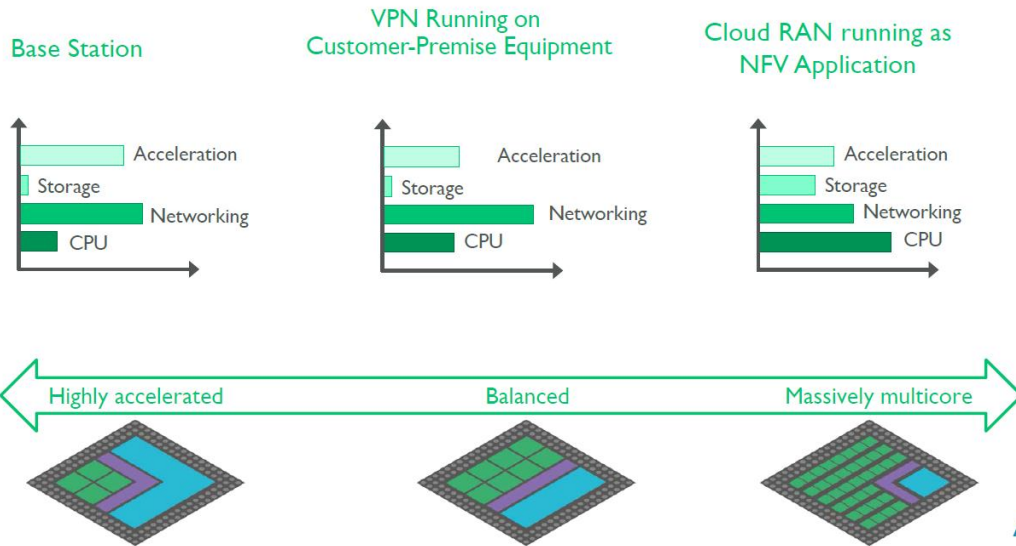 Base Station
VPN Running on
Customer-Premise Equipment
Cloud RAN running as
NFV Application
Acceleration
Storage
Networking
CPU
Acceleration
Storage
Networking
CPU
Acceleration
Storage
Networking
CPU
Highly accelerated
Balanced
Massively multicore